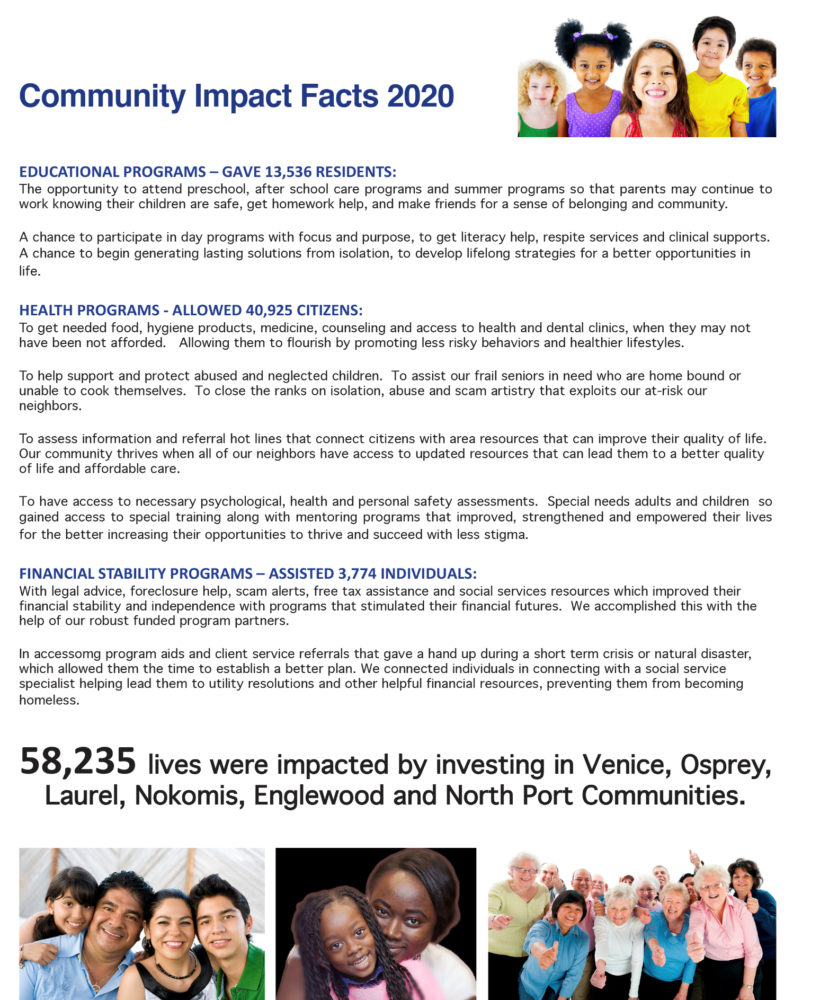 Community Impact Facts 2020
EDUCATIONAL PROGRAMS – GAVE 13,536 RESIDENTS:
The opportunity to attend preschool, after school care programs and summer programs so that parents may continue to
work knowing their children are safe, get homework help, and make friends for a sense of belonging and community.
A chance to participate in day programs with focus and purpose, to get literacy help, respite services and clinical supports.
A chance to begin generating lasting solutions from isolation, to develop lifelong strategies for a better opportunities in
life.
HEALTH PROGRAMS - ALLOWED 40,925 CITIZENS:
To get needed food, hygiene products, medicine, counseling and access to health and dental clinics, when they may not
have been not afforded.   Allowing them to flourish by promoting less risky behaviors and healthier lifestyles.
To help support and protect abused and neglected children.  To assist our frail seniors in need who are home bound or
unable to cook themselves.  To close the ranks on isolation, abuse and scam artistry that exploits our at-risk our
neighbors.
To assess information and referral hot lines that connect citizens with area resources that can improve their quality of life.
Our community thrives when all of our neighbors have access to updated resources that can lead them to a better quality
of life and affordable care.
To have access to necessary psychological, health and personal safety assessments.  Special needs adults and children  so
gained access to special training along with mentoring programs that improved, strengthened and empowered their lives
for the better increasing their opportunities to thrive and succeed with less stigma.
FINANCIAL STABILITY PROGRAMS – ASSISTED 3,774 INDIVIDUALS:
With legal advice, foreclosure help, scam alerts, free tax assistance and social services resources which improved their
financial stability and independence with programs that stimulated their financial futures.  We accomplished this with the
help of our robust funded program partners.
In accessomg program aids and client service referrals that gave a hand up during a short term crisis or natural disaster,
which allowed them the time to establish a better plan. We connected individuals in connecting with a social service
specialist helping lead them to utility resolutions and other helpful financial resources, preventing them from becoming
homeless.
58,235 lives were impacted by investing in Venice, Osprey,
Laurel, Nokomis, Englewood and North Port Communities.